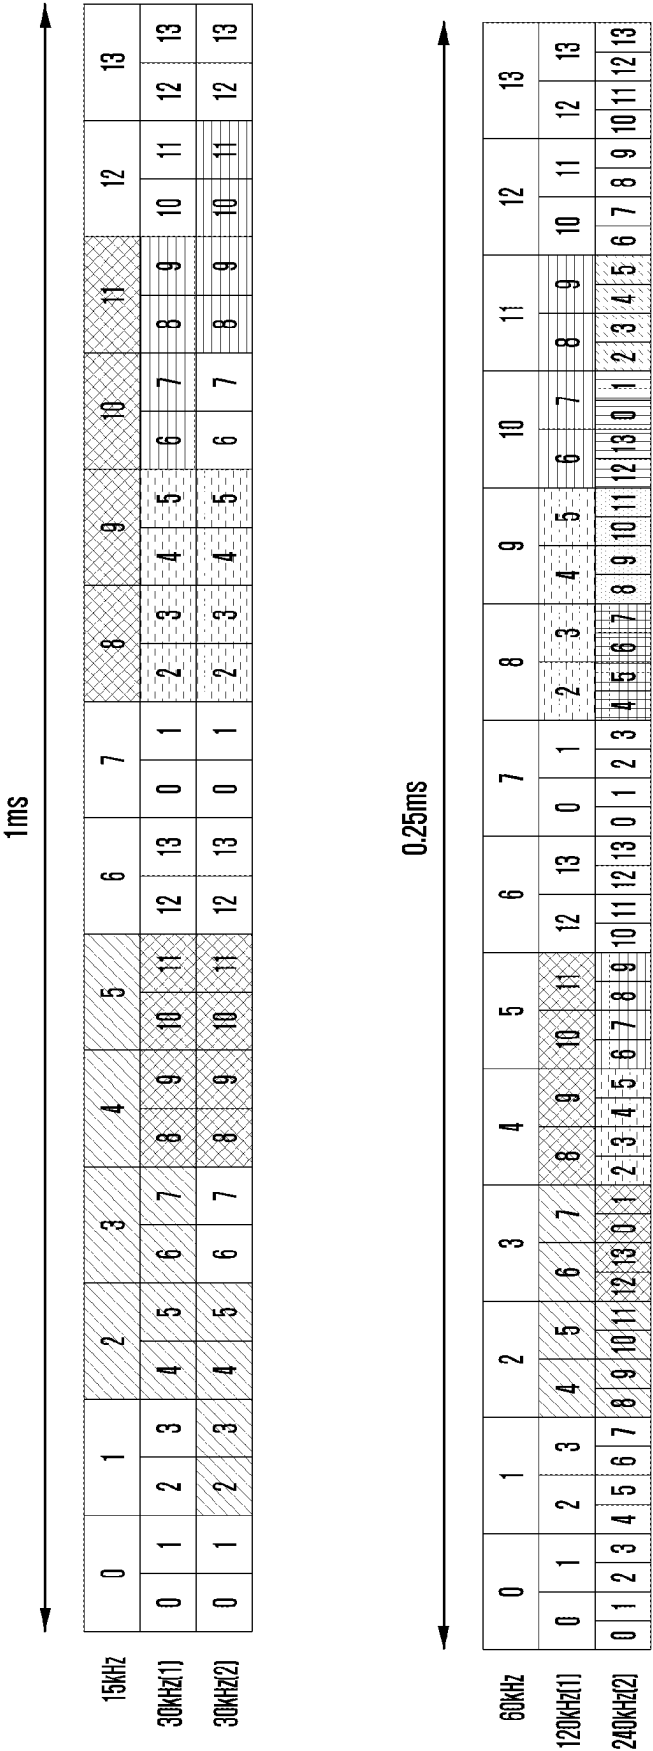 1ms
15kHz 0 1 2 3 4 5 6 7 8 9 10 11 12 13
30kHz(1) 0 1 2 3 4 5 6 7 8 9 10 11 12 13 0 1 2 3 4 5 6 7 8 9 10 11 12 13
30kHz(2) 0 1 2 3 4 5 6 7 8 9 10 11 12 13 0 1 2 3 4 5 6 7 8 9 10 11 12 13
0.25ms
60kHz 0 1 2 3 4 5 6 7 8 9 10 11 12 13
120kHz(1) 0 1 2 3 4 5 6 7 8 9 10 11 12 13 0 1 2 3 4 5 6 7 8 9 10 11 12 13
240kHz(2) 0 1 2 3 4 5 6 7 8 9 10 11 12 13 0 1 2 3 4 5 6 7 8 9 10 11 12 13 0 1 2 3 4 5 6 7 8 9 10 11 12 13 0 1 2 3 4 5 6 7 8 9 10 11 12 13